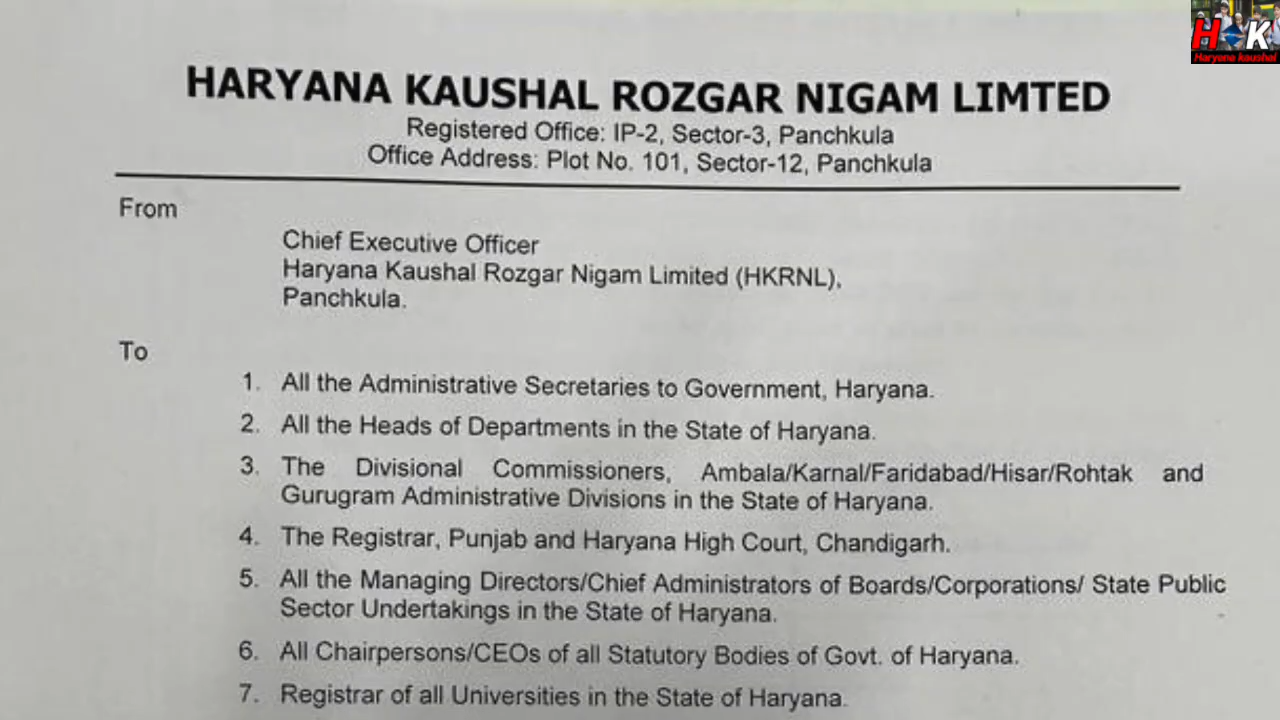 H K
Haryana kaushal
HARYANA KAUSHAL ROZGAR NIGAM LIMTED
Registered Office: IP-2, Sector-3, Panchkula
Office Address: Plot No. 101, Sector-12, Panchkula
From
Chief Executive Officer
Haryana Kaushal Rozgar Nigam Limited (HKRNL),
Panchkula.
To
1. All the Administrative Secretaries to Government, Haryana.
2. All the Heads of Departments in the State of Haryana.
3. The Divisional Commissioners, Ambala/Karnal/Faridabad/Hisar/Rohtak and
Gurugram Administrative Divisions in the State of Haryana.
4. The Registrar, Punjab and Haryana High Court, Chandigarh.
5. All the Managing Directors/Chief Administrators of Boards/Corporations/ State Public
Sector Undertakings in the State of Haryana.
6. All Chairpersons/CEOs of all Statutory Bodies of Govt. of Haryana.
7. Registrar of all Universities in the State of Haryana.